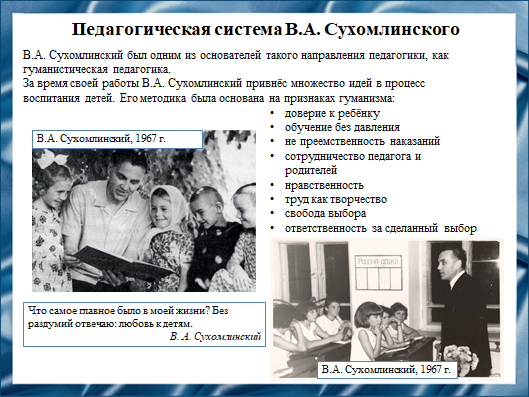 Педагогическая система В.А. Сухомлинского
В.А. Сухомлинский был одним из основателей такого направления педагогики, как
гуманистическая педагогика.
За время своей работы В.А. Сухомлинский привнёс множество идей в процесс
воспитания детей. Его методика была основана на признаках гуманизма:
• доверие к ребёнку
• обучение без давления
• не преемственность наказаний
• сотрудничество педагога и
родителей
• нравственность
• труд как творчество
• свобода выбора
• ответственность за сделанный выбор
В.А. Сухомлинский, 1967 г.
Что самое главное было в моей жизни? Без
раздумий отвечаю: любовь к детям.
В. А. Сухомлинский
В.А. Сухомлинский, 1967 г.